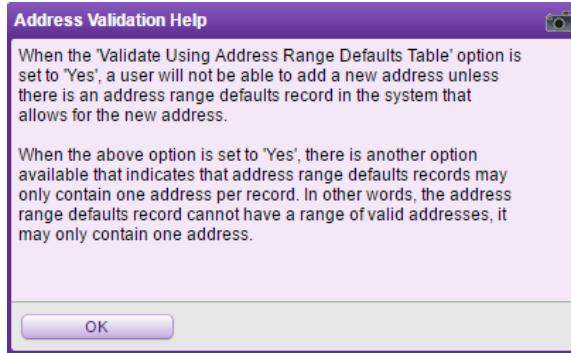 Address Validation Help
When the 'Validate Using Address Range Defaults Table' option is
set to 'Yes', a user will not be able to add a new address unless
there is an address range defaults record in the system that
allows for the new address.
When the above option is set to 'Yes', there is another option
available that indicates that address range defaults records may
only contain one address per record. In other words, the address
range defaults record cannot have a range of valid addresses, it
may only contain one address.
OK